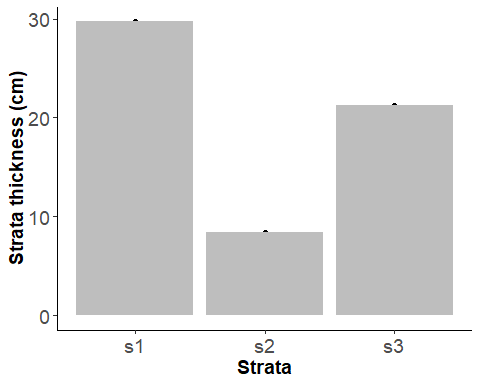 Strata thickness (cm)
30
20
10
0
s1 s2 s3
Strata